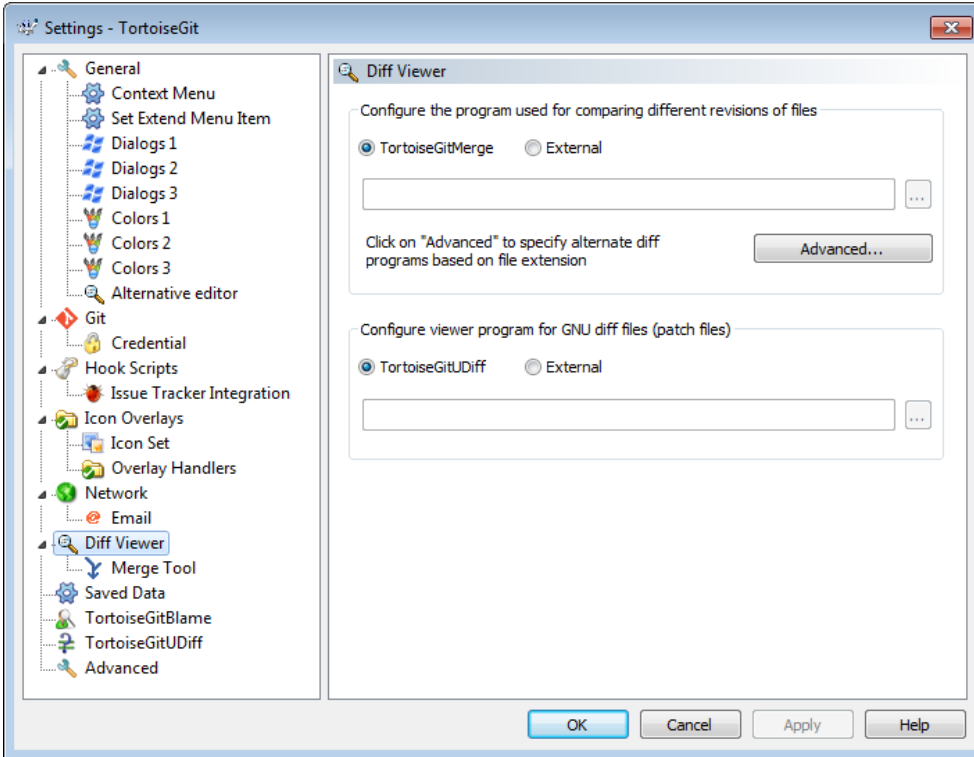 Settings - TortoiseGit
General
Context Menu
Set Extend Menu Item
Dialogs 1
Dialogs 2
Dialogs 3
Colors 1
Colors 2
Colors 3
Alternative editor
Git
Credential
Hook Scripts
Issue Tracker Integration
Icon Overlays
Icon Set
Overlay Handlers
Network
Email
Diff Viewer
Merge Tool
Saved Data
TortoiseGitBlame
TortoiseGitUDiff
Advanced
Diff Viewer
Configure the program used for comparing different revisions of files
TortoiseGitMerge External
...
Click on "Advanced" to specify alternate diff
programs based on file extension
Advanced...
Configure viewer program for GNU diff files (patch files)
TortoiseGitUDiff External
...
OK Cancel Apply Help